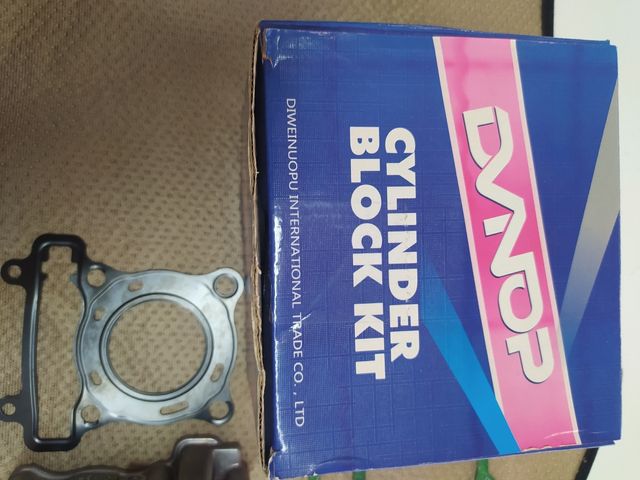 DVNOP
CYLINDER
BLOCK KIT
DIWEINUOPU INTERNATIONAL TRADE CO. , LTD